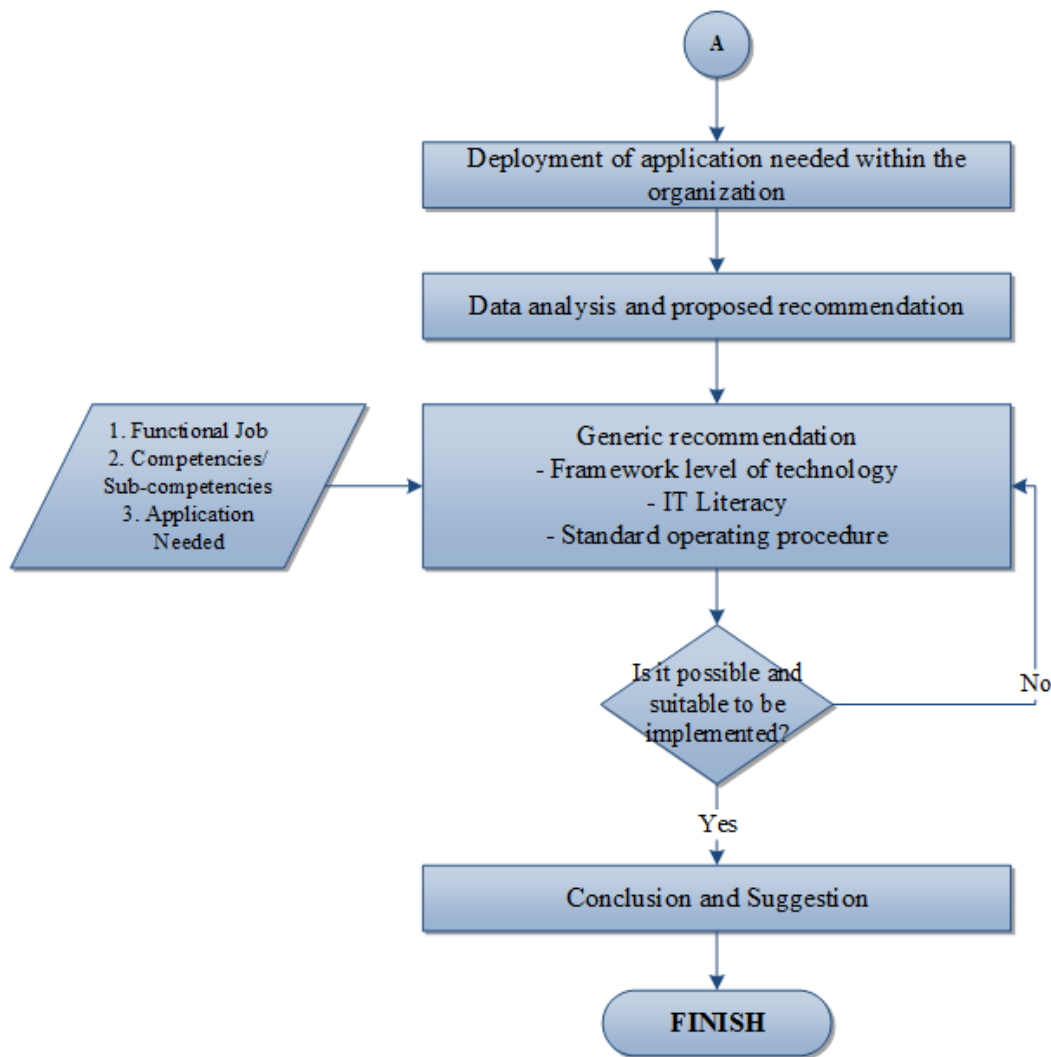 A
Deployment of application needed within the
organization
Data analysis and proposed recommendation
1. Functional Job
2. Competencies/
Sub-competencies
3. Application
Needed
Generic recommendation
- Framework level of technology
- IT Literacy
- Standard operating procedure
Is it possible and
suitable to be
implemented?
No
Yes
Conclusion and Suggestion
FINISH